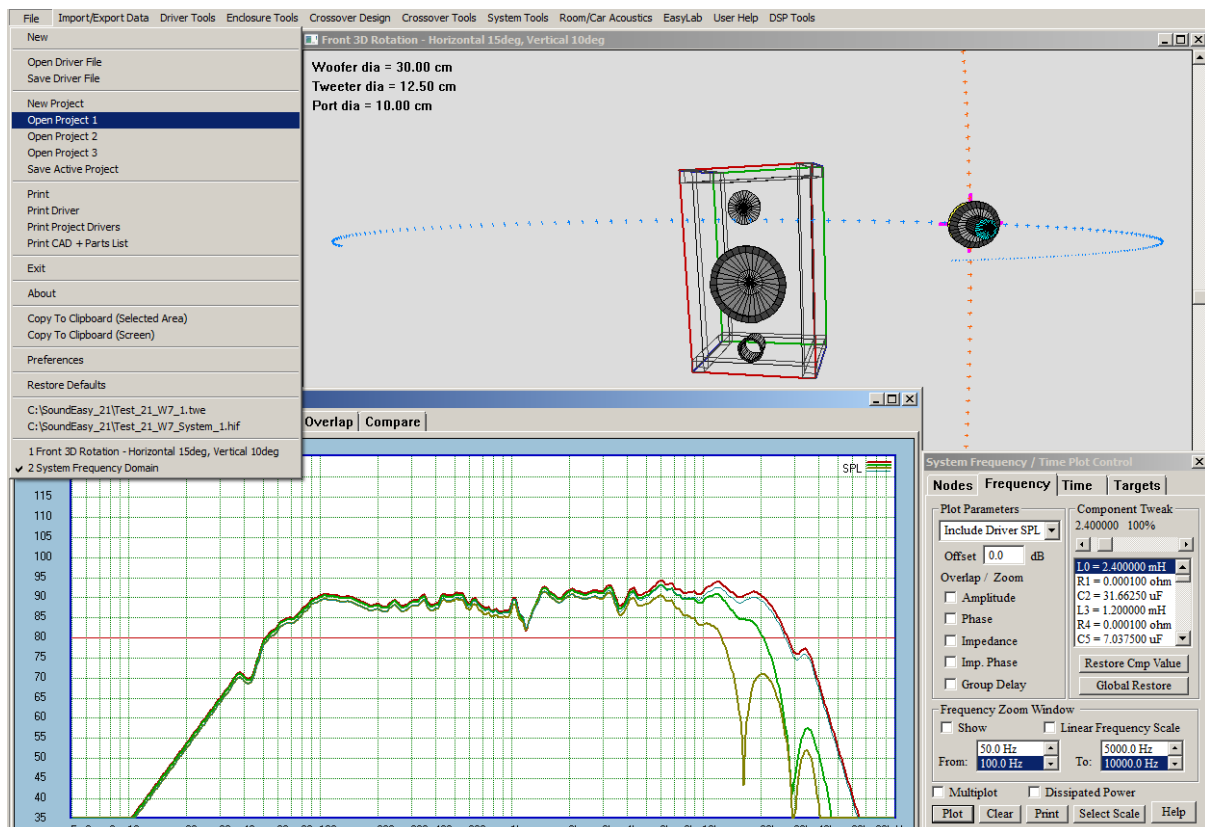 File Import/Export Data Driver Tools Enclosure Tools Crossover Design Crossover Tools System Tools Room/Car Acoustics EasyLab User Help DSP Tools
New
Open Driver File
Save Driver File
New Project
Open Project 1
Open Project 2
Open Project 3
Save Active Project
Print
Print Driver
Print Project Drivers
Print CAD + Parts List
Exit
About
Copy To Clipboard (Selected Area)
Copy To Clipboard (Screen)
Preferences
Restore Defaults
C:\SoundEasy_21\Test_21_W7_1.twe
C:\SoundEasy_21\Test_21_W7_System_1.hif
1 Front 3D Rotation - Horizontal 15deg, Vertical 10deg
2 System Frequency Domain
Front 3D Rotation - Horizontal 15deg, Vertical 10deg
Woofer dia = 30.00 cm
Tweeter dia = 12.50 cm
Port dia = 10.00 cm
Overlap Compare
SPL
115
110
105
100
95
90
85
80
75
70
65
60
55
50
45
40
35
System Frequency / Time Plot Control
Nodes Frequency Time Targets
Plot Parameters
Include Driver SPL
Offset 0.0 dB
Overlap / Zoom
Amplitude
Phase
Impedance
Imp. Phase
Group Delay
Component Tweak
2.400000 100%
L0 = 2.400000 mH
R1 = 0.000100 ohm
C2 = 31.66250 uF
L3 = 1.200000 mH
R4 = 0.000100 ohm
C5 = 7.037500 uF
Restore Cmp Value
Global Restore
Frequency Zoom Window
Show Linear Frequency Scale
50.0 Hz 5000.0 Hz
From: 100.0 Hz To: 10000.0 Hz
Multiplot Dissipated Power
Plot Clear Print Select Scale Help